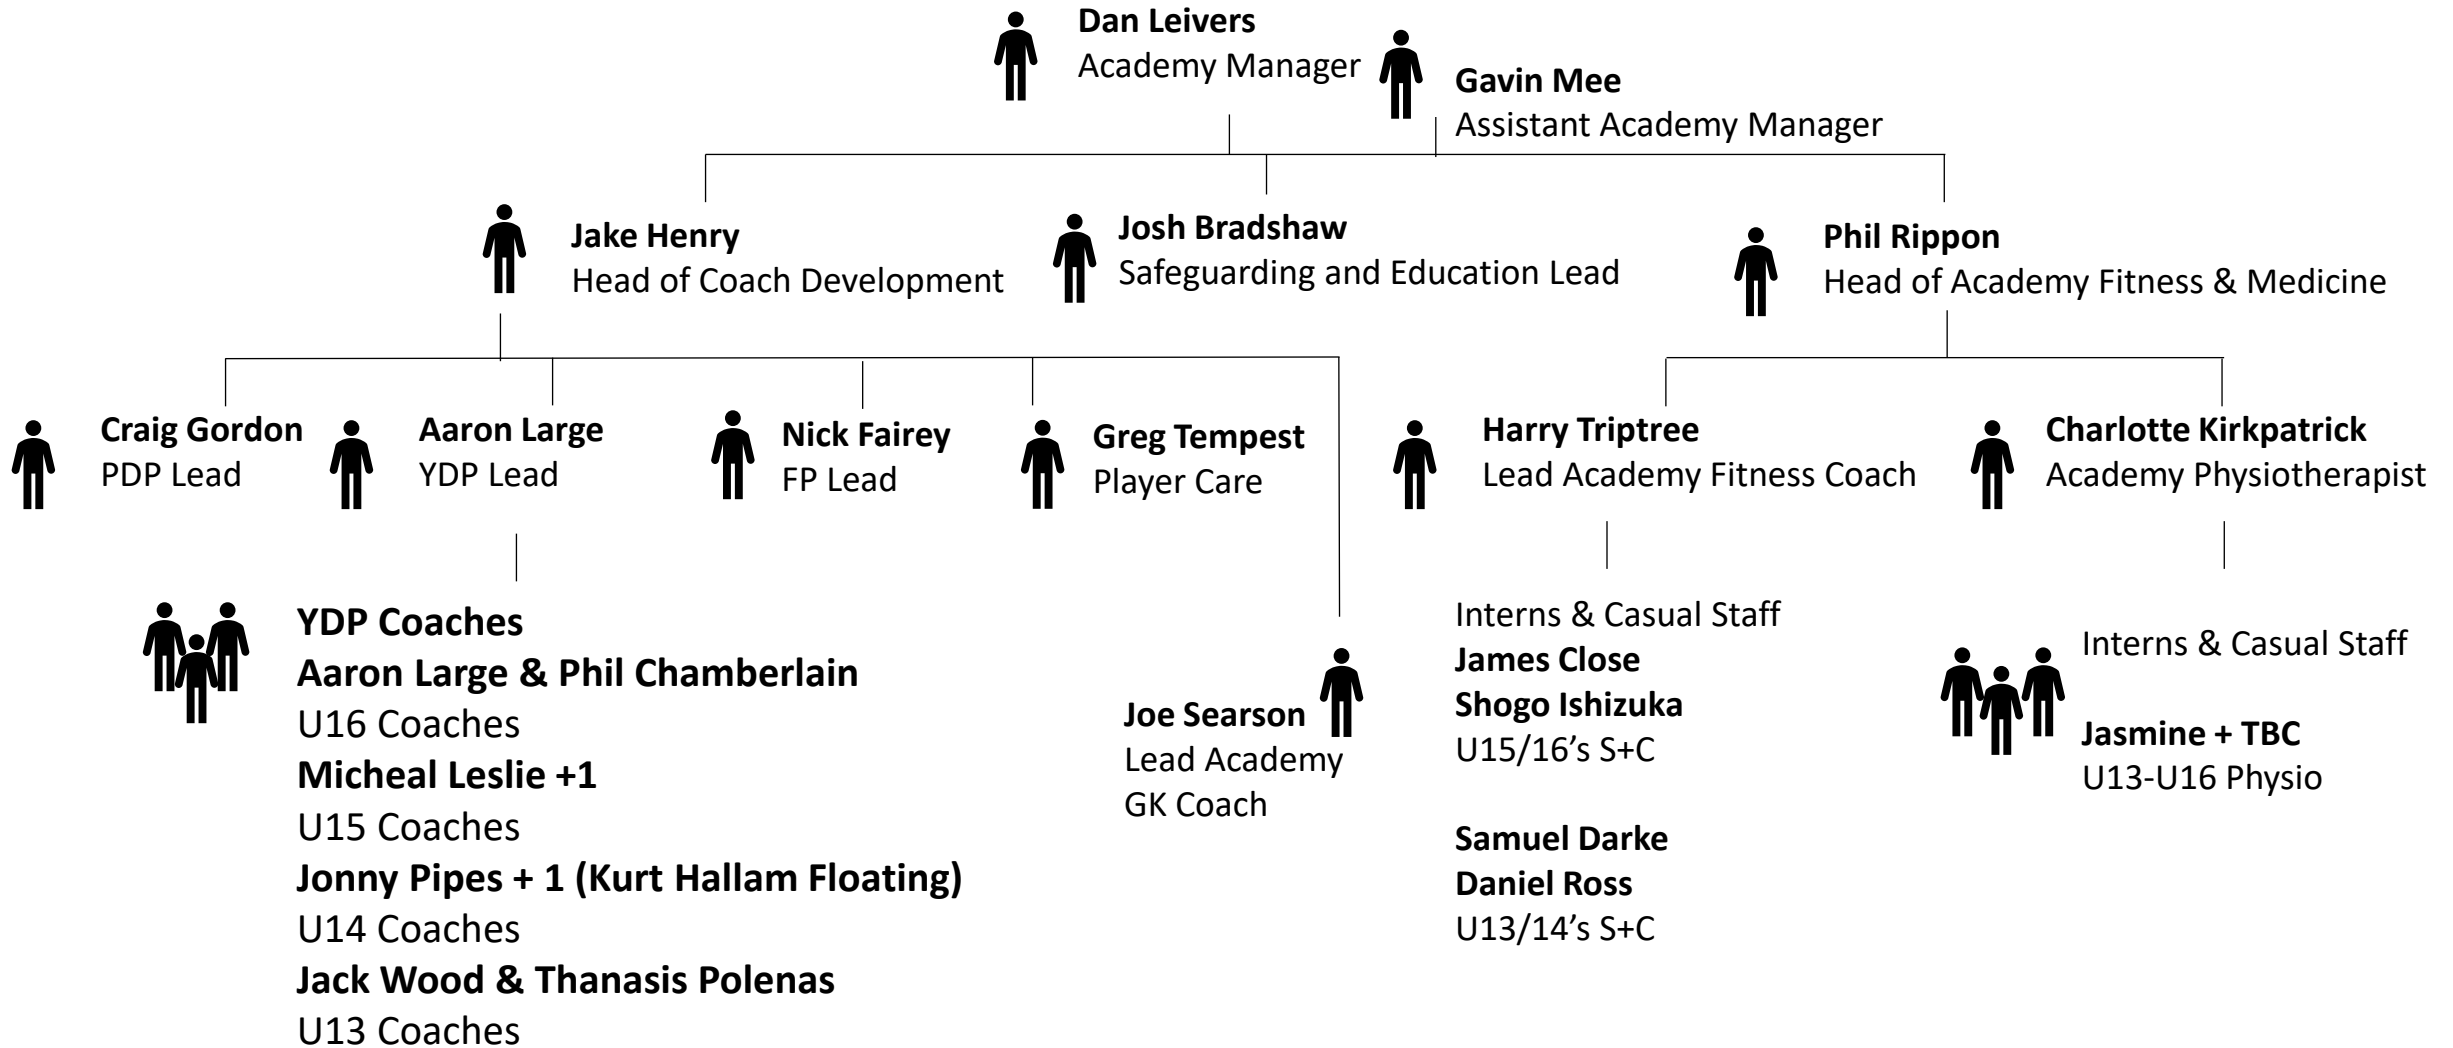 Dan Leivers
Academy Manager
Gavin Mee
Assistant Academy Manager
Jake Henry
Head of Coach Development
Josh Bradshaw
Safeguarding and Education Lead
Phil Rippon
Head of Academy Fitness & Medicine
Craig Gordon
PDP Lead
Aaron Large
YDP Lead
Nick Fairey
FP Lead
Greg Tempest
Player Care
Harry Triptree
Lead Academy Fitness Coach
Charlotte Kirkpatrick
Academy Physiotherapist
YDP Coaches
Aaron Large & Phil Chamberlain
U16 Coaches
Micheal Leslie +1
U15 Coaches
Jonny Pipes + 1 (Kurt Hallam Floating)
U14 Coaches
Jack Wood & Thanasis Polenas
U13 Coaches
Joe Searson
Lead Academy
GK Coach
Interns & Casual Staff
James Close
Shogo Ishizuka
U15/16’s S+C
Samuel Darke
Daniel Ross
U13/14’s S+C
Interns & Casual Staff
Jasmine + TBC
U13-U16 Physio